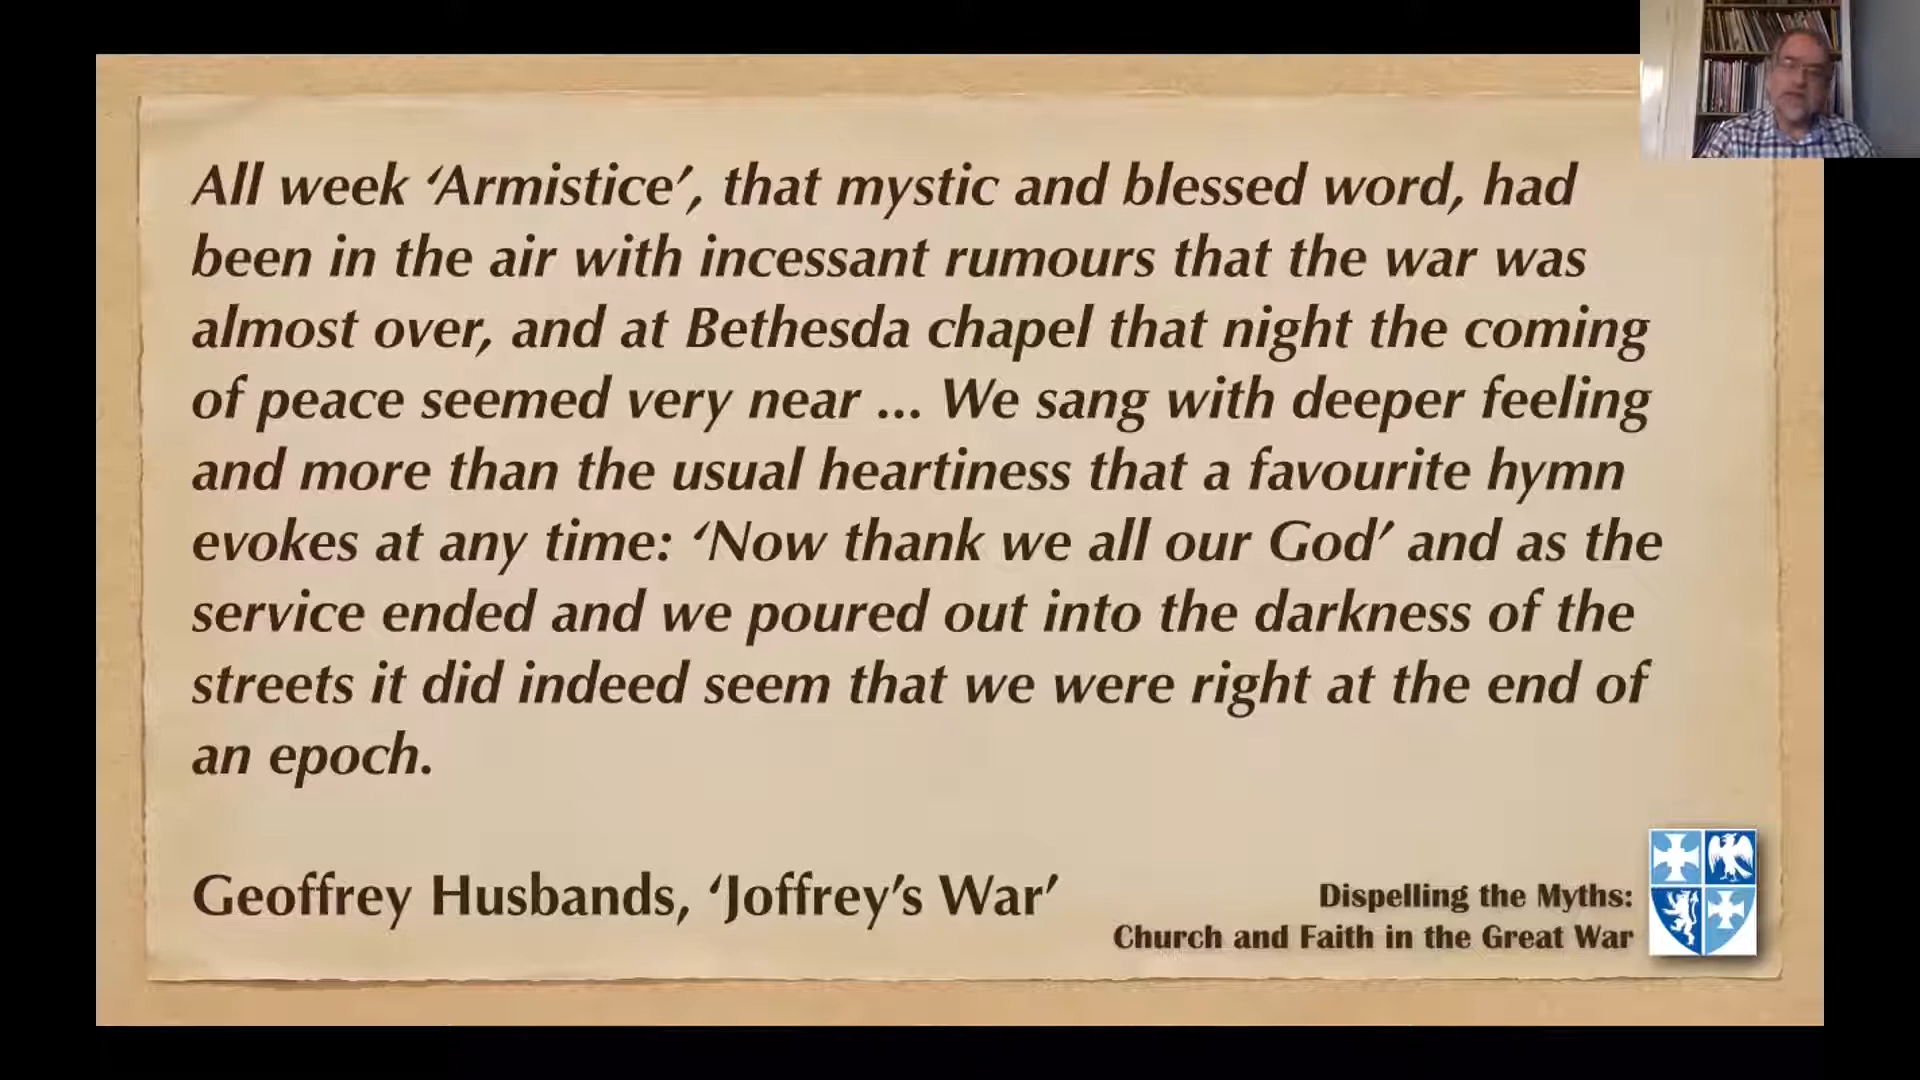 All week ‘Armistice’, that mystic and blessed word, had
been in the air with incessant rumours that the war was
almost over, and at Bethesda chapel that night the coming
of peace seemed very near ... We sang with deeper feeling
and more than the usual heartiness that a favourite hymn
evokes at any time: ‘Now thank we all our God’ and as the
service ended and we poured out into the darkness of the
streets it did indeed seem that we were right at the end of
an epoch.
Geoffrey Husbands, ‘Joffrey’s War’
Dispelling the Myths:
Church and Faith in the Great War